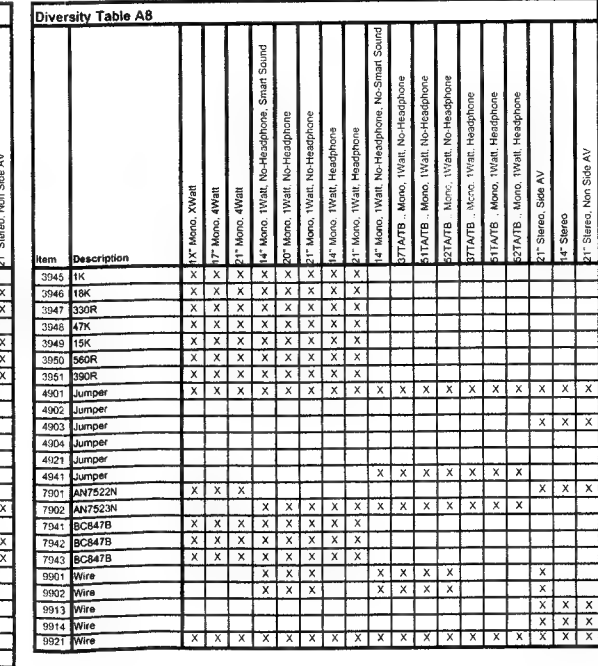 Diversity Table A8
Stereo, Non Side AV
Item Description 1X" Mono, XWatt
17" Mono, 4Watt
21" Mono, 4Watt
14" Mono, 1Watt, No-Headphone, Smart Sound
20" Mono, 1Watt, No-Headphone
21" Mono, 1Watt, No-Headphone
14" Mono, 1Watt, Headphone
21" Mono, 1Watt, Headphone
14" Mono, 1Watt, No-Headphone, No-Smart Sound
37TA/TB .. Mono, 1Watt, No-Headphone
51TA/TB .. Mono, 1Watt, No-Headphone
52TA/TB .. Mono, 1Watt, No-Headphone
37TA/TB .. Mono, 1Watt, Headphone
51TA/TB .. Mono, 1Watt, Headphone
52TA/TB .. Mono, 1Watt, Headphone
21" Stereo, Side AV
14" Stereo
21" Stereo, Non Side AV
3945 1K X X X X X X X X
X 3946 18K X X X X X X X X
3947 330R X X X X X X X X
X 3948 47K X X X X X X X X
X 3949 15K X X X X X X X X
X 3950 560R X X X X X X X X
X 3951 390R X X X X X X X X
4901 Jumper X X X X X X X X X X X X X X X X X X
4902 Jumper
4903 Jumper X X X
4904 Jumper
4921 Jumper
4941 Jumper X X X X X X X
7901 AN7522N X X X X X X
X 7902 AN7523N X X X X X X X X X X X X
7941 BC847B X X X X X X X X
X 7942 BC847B X X X X X X X X
X 7943 BC847B X X X X X X X X
9901 Wire X X X X X X X X
9902 Wire X X X X X X X X
9913 Wire X X X
9914 Wire X X X
9921 Wire X X X X X X X X X X X X X X X X X X